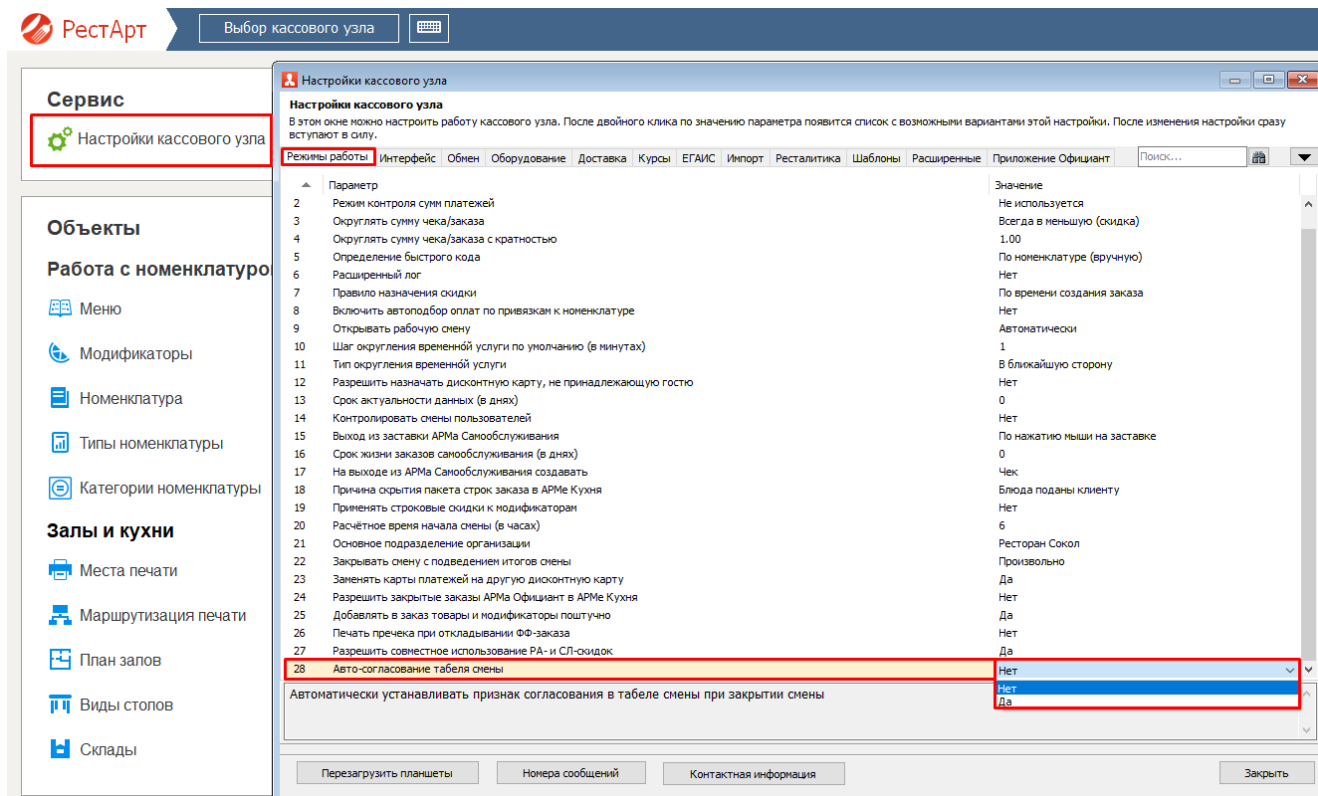 РестАрт
Выбор кассового узла
Сервис
Настройки кассового узла
Объекты
Работа с номенклатуро
Меню
Модификаторы
Номенклатура
Типы номенклатуры
Категории номенклатуры
Залы и кухни
Места печати
Маршрутизация печати
План залов
Виды столов
Склады
Настройки кассового узла
Настройки кассового узла
В этом окне можно настроить работу кассового узла. После двойного клика по значению параметра появится список с возможными вариантами этой настройки. После изменения настройки сразу
вступают в силу.
Режимы работы Интерфейс Обмен Оборудование Доставка Курсы ЕГАИС Импорт Ресталитика Шаблоны Расширенные Приложение Официант Поиск...
Параметр Значение
2 Режим контроля сумм платежей Не используется
3 Округлять сумму чека/заказа Всегда в меньшую (скидка)
4 Округлять сумму чека/заказа с кратностью 1.00
5 Определение быстрого кода По номенклатуре (вручную)
6 Расширенный лог Нет
7 Правило назначения скидки По времени создания заказа
8 Включить автоподбор оплат по привязкам к номенклатуре Нет
9 Открывать рабочую смену Автоматически
10 Шаг округления временно́й услуги по умолчанию (в минутах) 1
11 Тип округления временно́й услуги В ближайшую сторону
12 Разрешить назначать дисконтную карту, не принадлежающую гостю Нет
13 Срок актуальности данных (в днях) 0
14 Контролировать смены пользователей Нет
15 Выход из заставки АРМа Самообслуживания По нажатию мыши на заставке
16 Срок жизни заказов самообслуживания (в днях) 0
17 На выходе из АРМа Самообслуживания создавать Чек
18 Причина скрытия пакета строк заказа в АРМе Кухня Блюда поданы клиенту
19 Применять строковые скидки к модификаторам Нет
20 Расчётное время начала смены (в часах) 6
21 Основное подразделение организации Ресторан Сокол
22 Закрывать смену с подведением итогов смены Произвольно
23 Заменять карты платежей на другую дисконтную карту Да
24 Разрешить закрытые заказы АРМа Официант в АРМе Кухня Нет
25 Добавлять в заказ товары и модификаторы поштучно Да
26 Печать пречека при откладывании ФФ-заказа Нет
27 Разрешить совместное использование РА- и СЛ-скидок Да
28 Авто-согласование табеля смены Нет
Нет
Да
Автоматически устанавливать признак согласования в табеле смены при закрытии смены
Перезагрузить планшеты Номера сообщений Контактная информация Закрыть